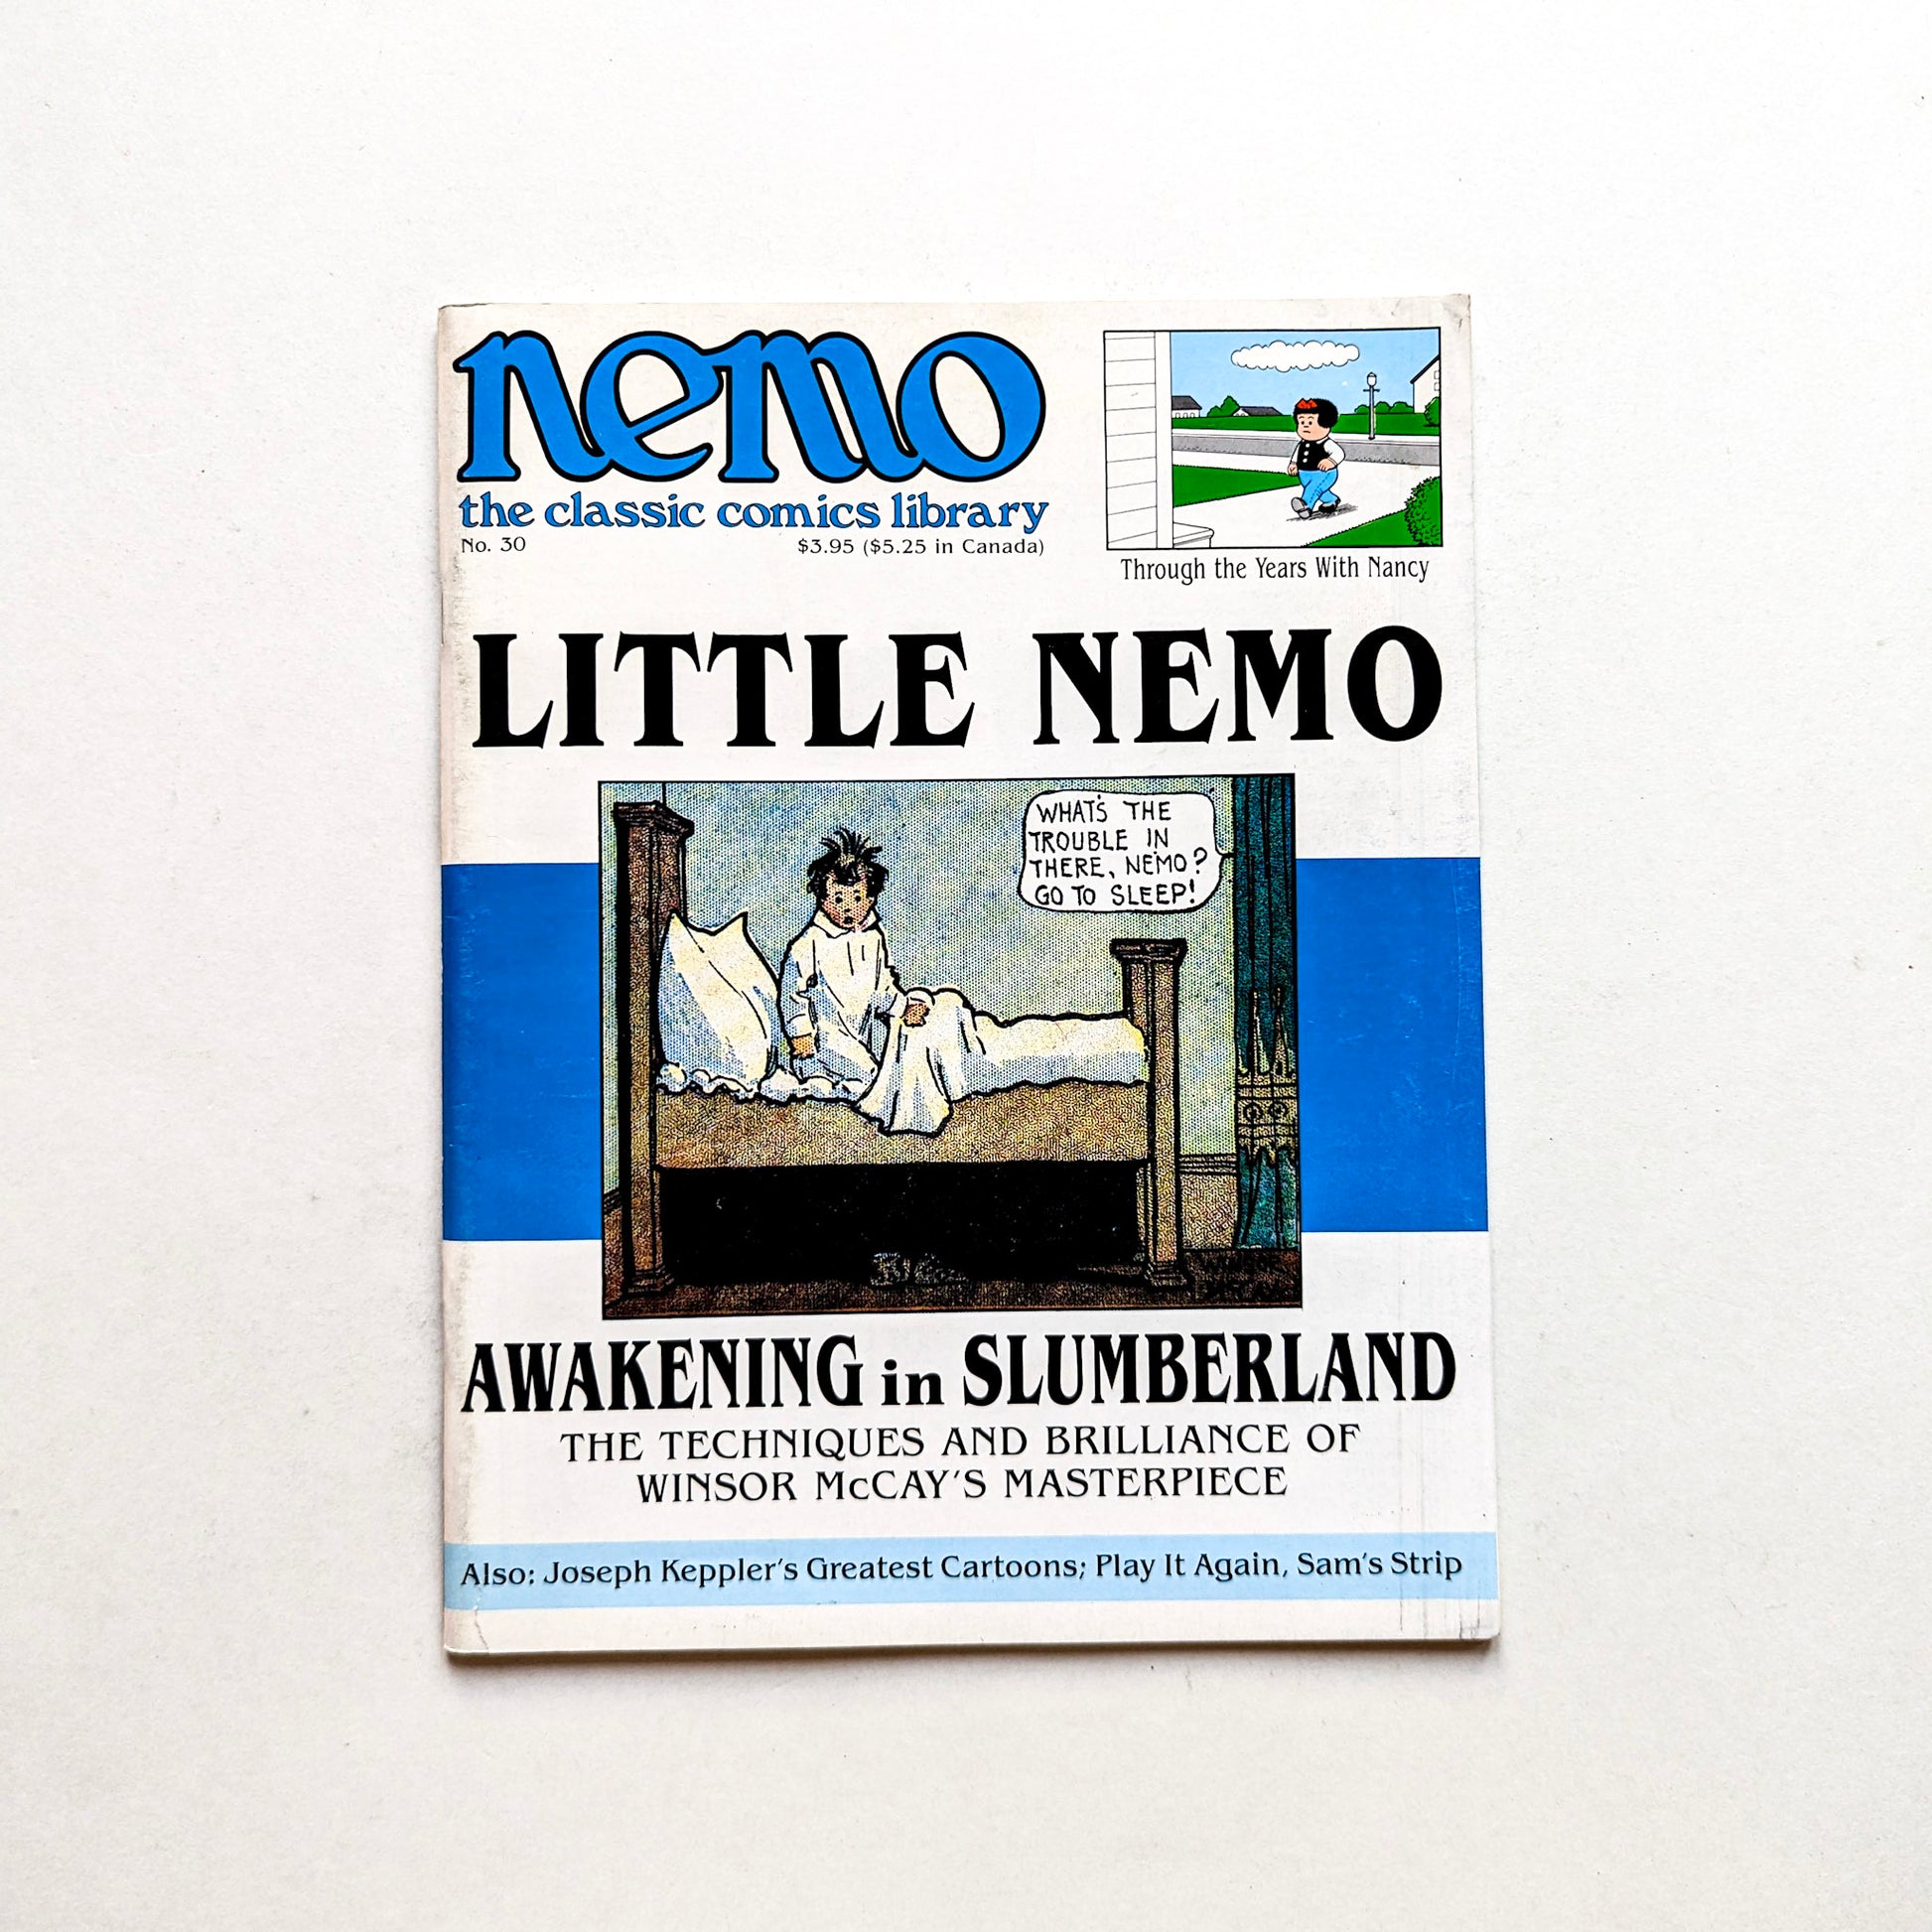 nemo
the classic comics library
No. 30
$3.95 ($5.25 in Canada)
Through the Years With Nancy
LITTLE NEMO
WHAT'S THE
TROUBLE IN
THERE, NEMO?
GO TO SLEEP!
AWAKENING in SLUMBERLAND
THE TECHNIQUES AND BRILLIANCE OF
WINSOR McCAY'S MASTERPIECE
Also: Joseph Keppler's Greatest Cartoons; Play It Again, Sam's Strip